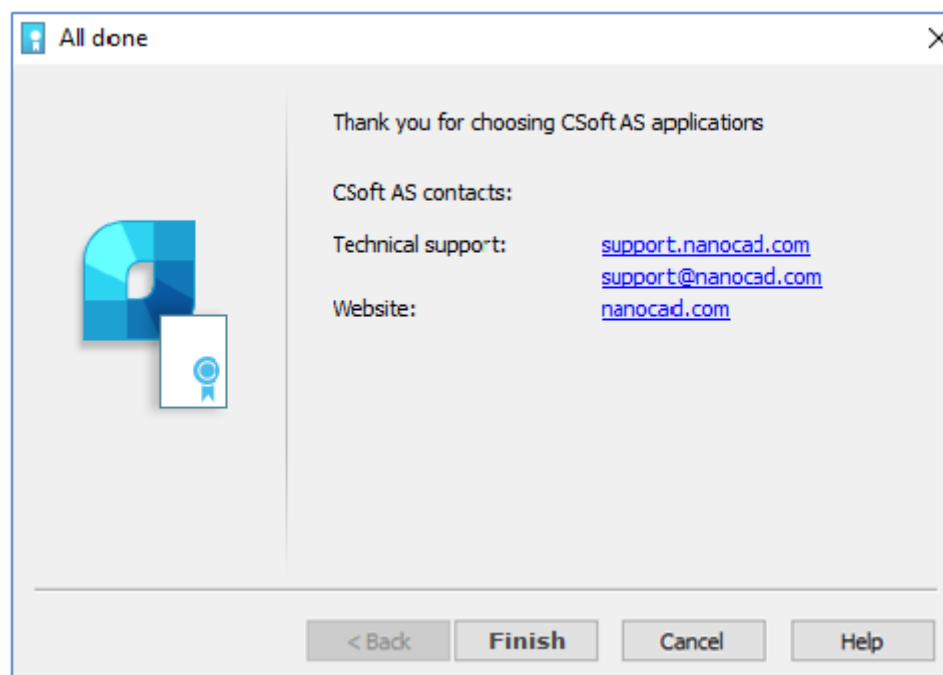 All done
Thank you for choosing CSoft AS applications
CSoft AS contacts:
Technical support: support.nanocad.com
support@nanocad.com
Website: nanocad.com
< Back Finish Cancel Help